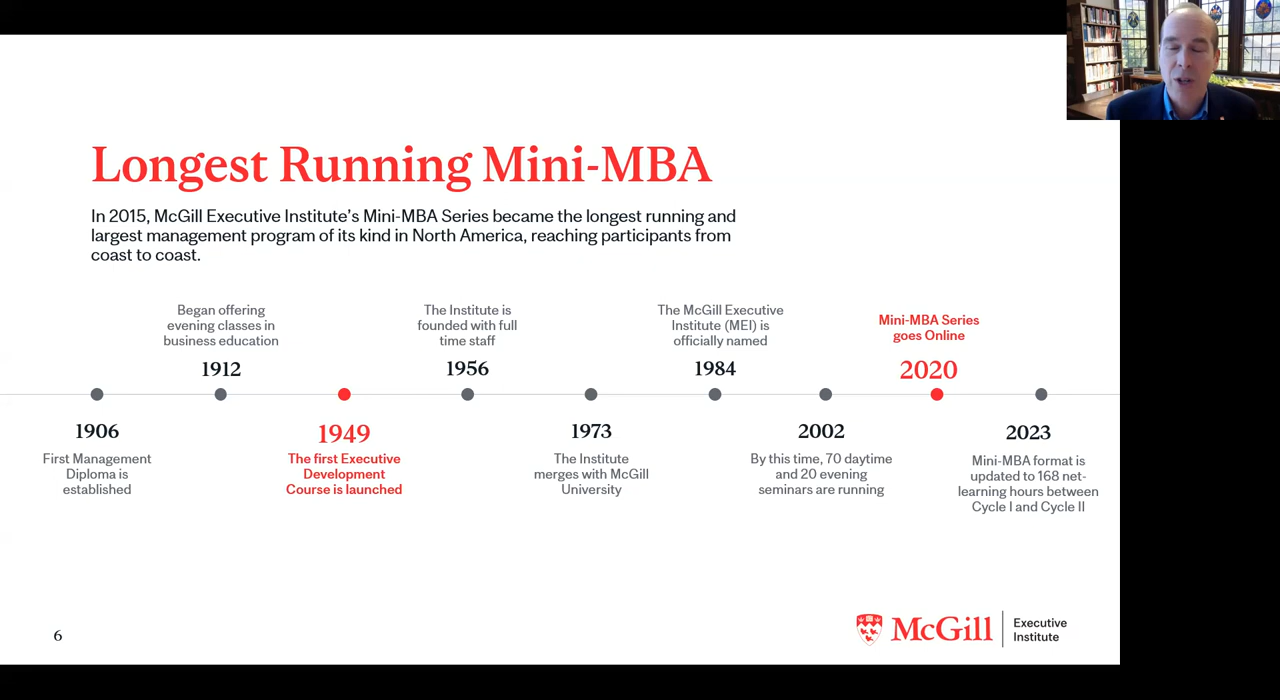 Longest Running Mini-MBA
In 2015, McGill Executive Institute's Mini-MBA Series became the longest running and
largest management program of its kind in North America, reaching participants from
coast to coast.
Began offering
evening classes in
business education
1912
The Institute is
founded with full
time staff
1956
The McGill Executive
Institute (MEI) is
officially named
1984
Mini-MBA Series
goes Online
2020
1906
First Management
Diploma is
established
1949
The first Executive
Development
Course is launched
1973
The Institute
merges with McGill
University
2002
By this time, 70 daytime
and 20 evening
seminars are running
2023
Mini-MBA format is
updated to 168 net-
learning hours between
Cycle I and Cycle II
6
McGill
Executive
Institute